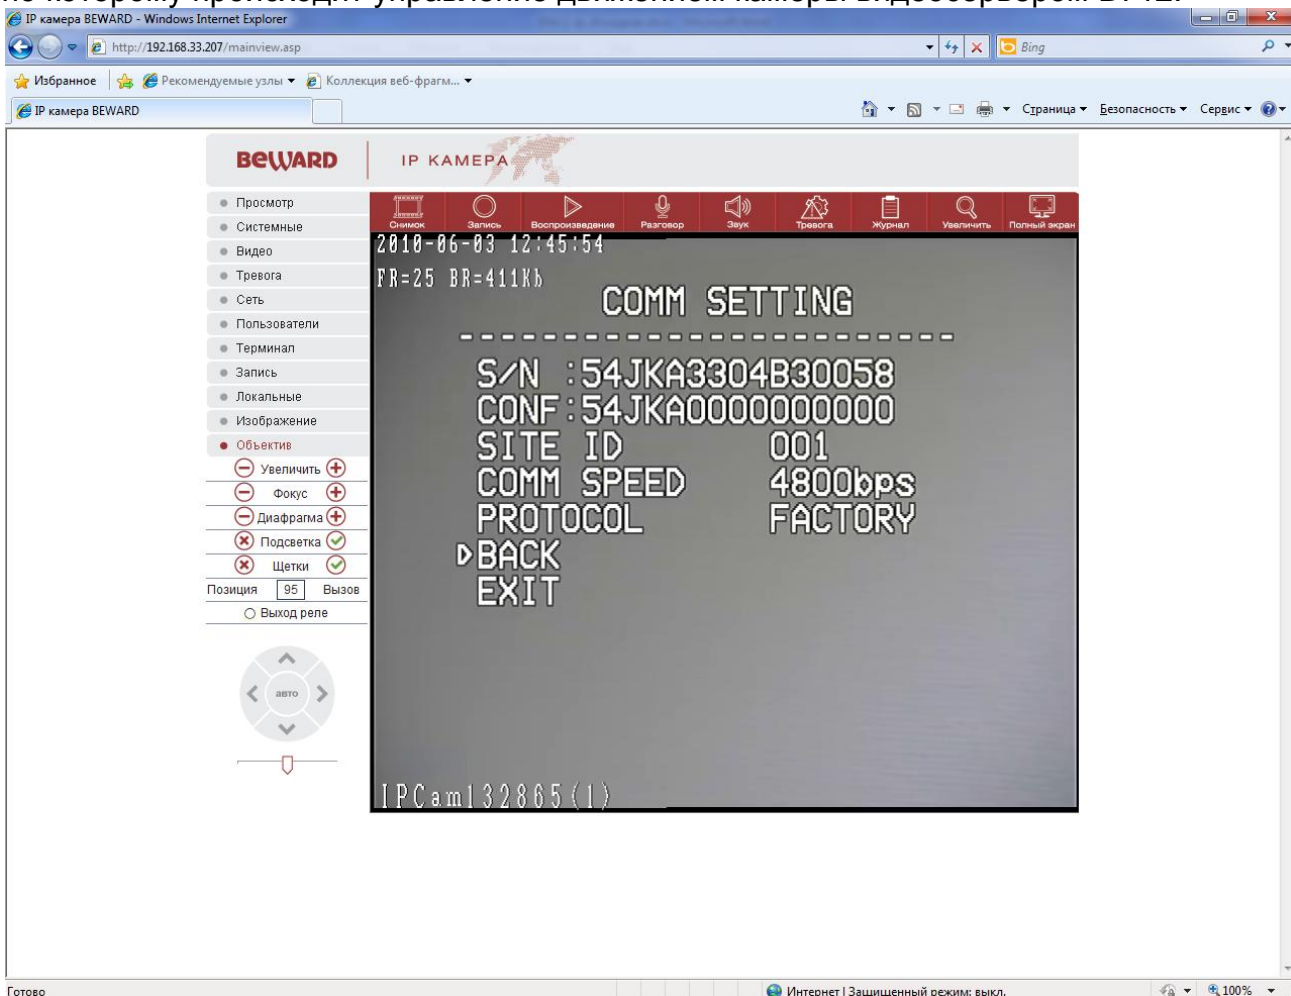 IP камера BEWARD - Windows Internet Explorer
http://192.168.33.207/mainview.asp
Bing
Избранное
Рекомендуемые узлы
Коллекция веб-фрагм...
IP камера BEWARD
Страница
Безопасность
Сервис
BEWARD
IP КАМЕРА
Просмотр
Системные
Видео
Тревога
Сеть
Пользователи
Терминал
Запись
Локальные
Изображение
Объектив
Увеличить
Фокус
Диафрагма
Подсветка
Щетки
Позиция 95 Вызов
Выход реле
авто
Снимок Запись Воспроизведение Разговор Звук Тревога Журнал Увеличить Полный экран
2010-06-03 12:45:54
FR=25 BR=411Kb
COMM SETTING
S/N :54JKA3304B30058
CONF:54JKA0000000000
SITE ID 001
COMM SPEED 4800bps
PROTOCOL FACTORY
BACK
EXIT
IPCam132865(1)
Готово
Интернет | Защищенный режим: выкл.
100%